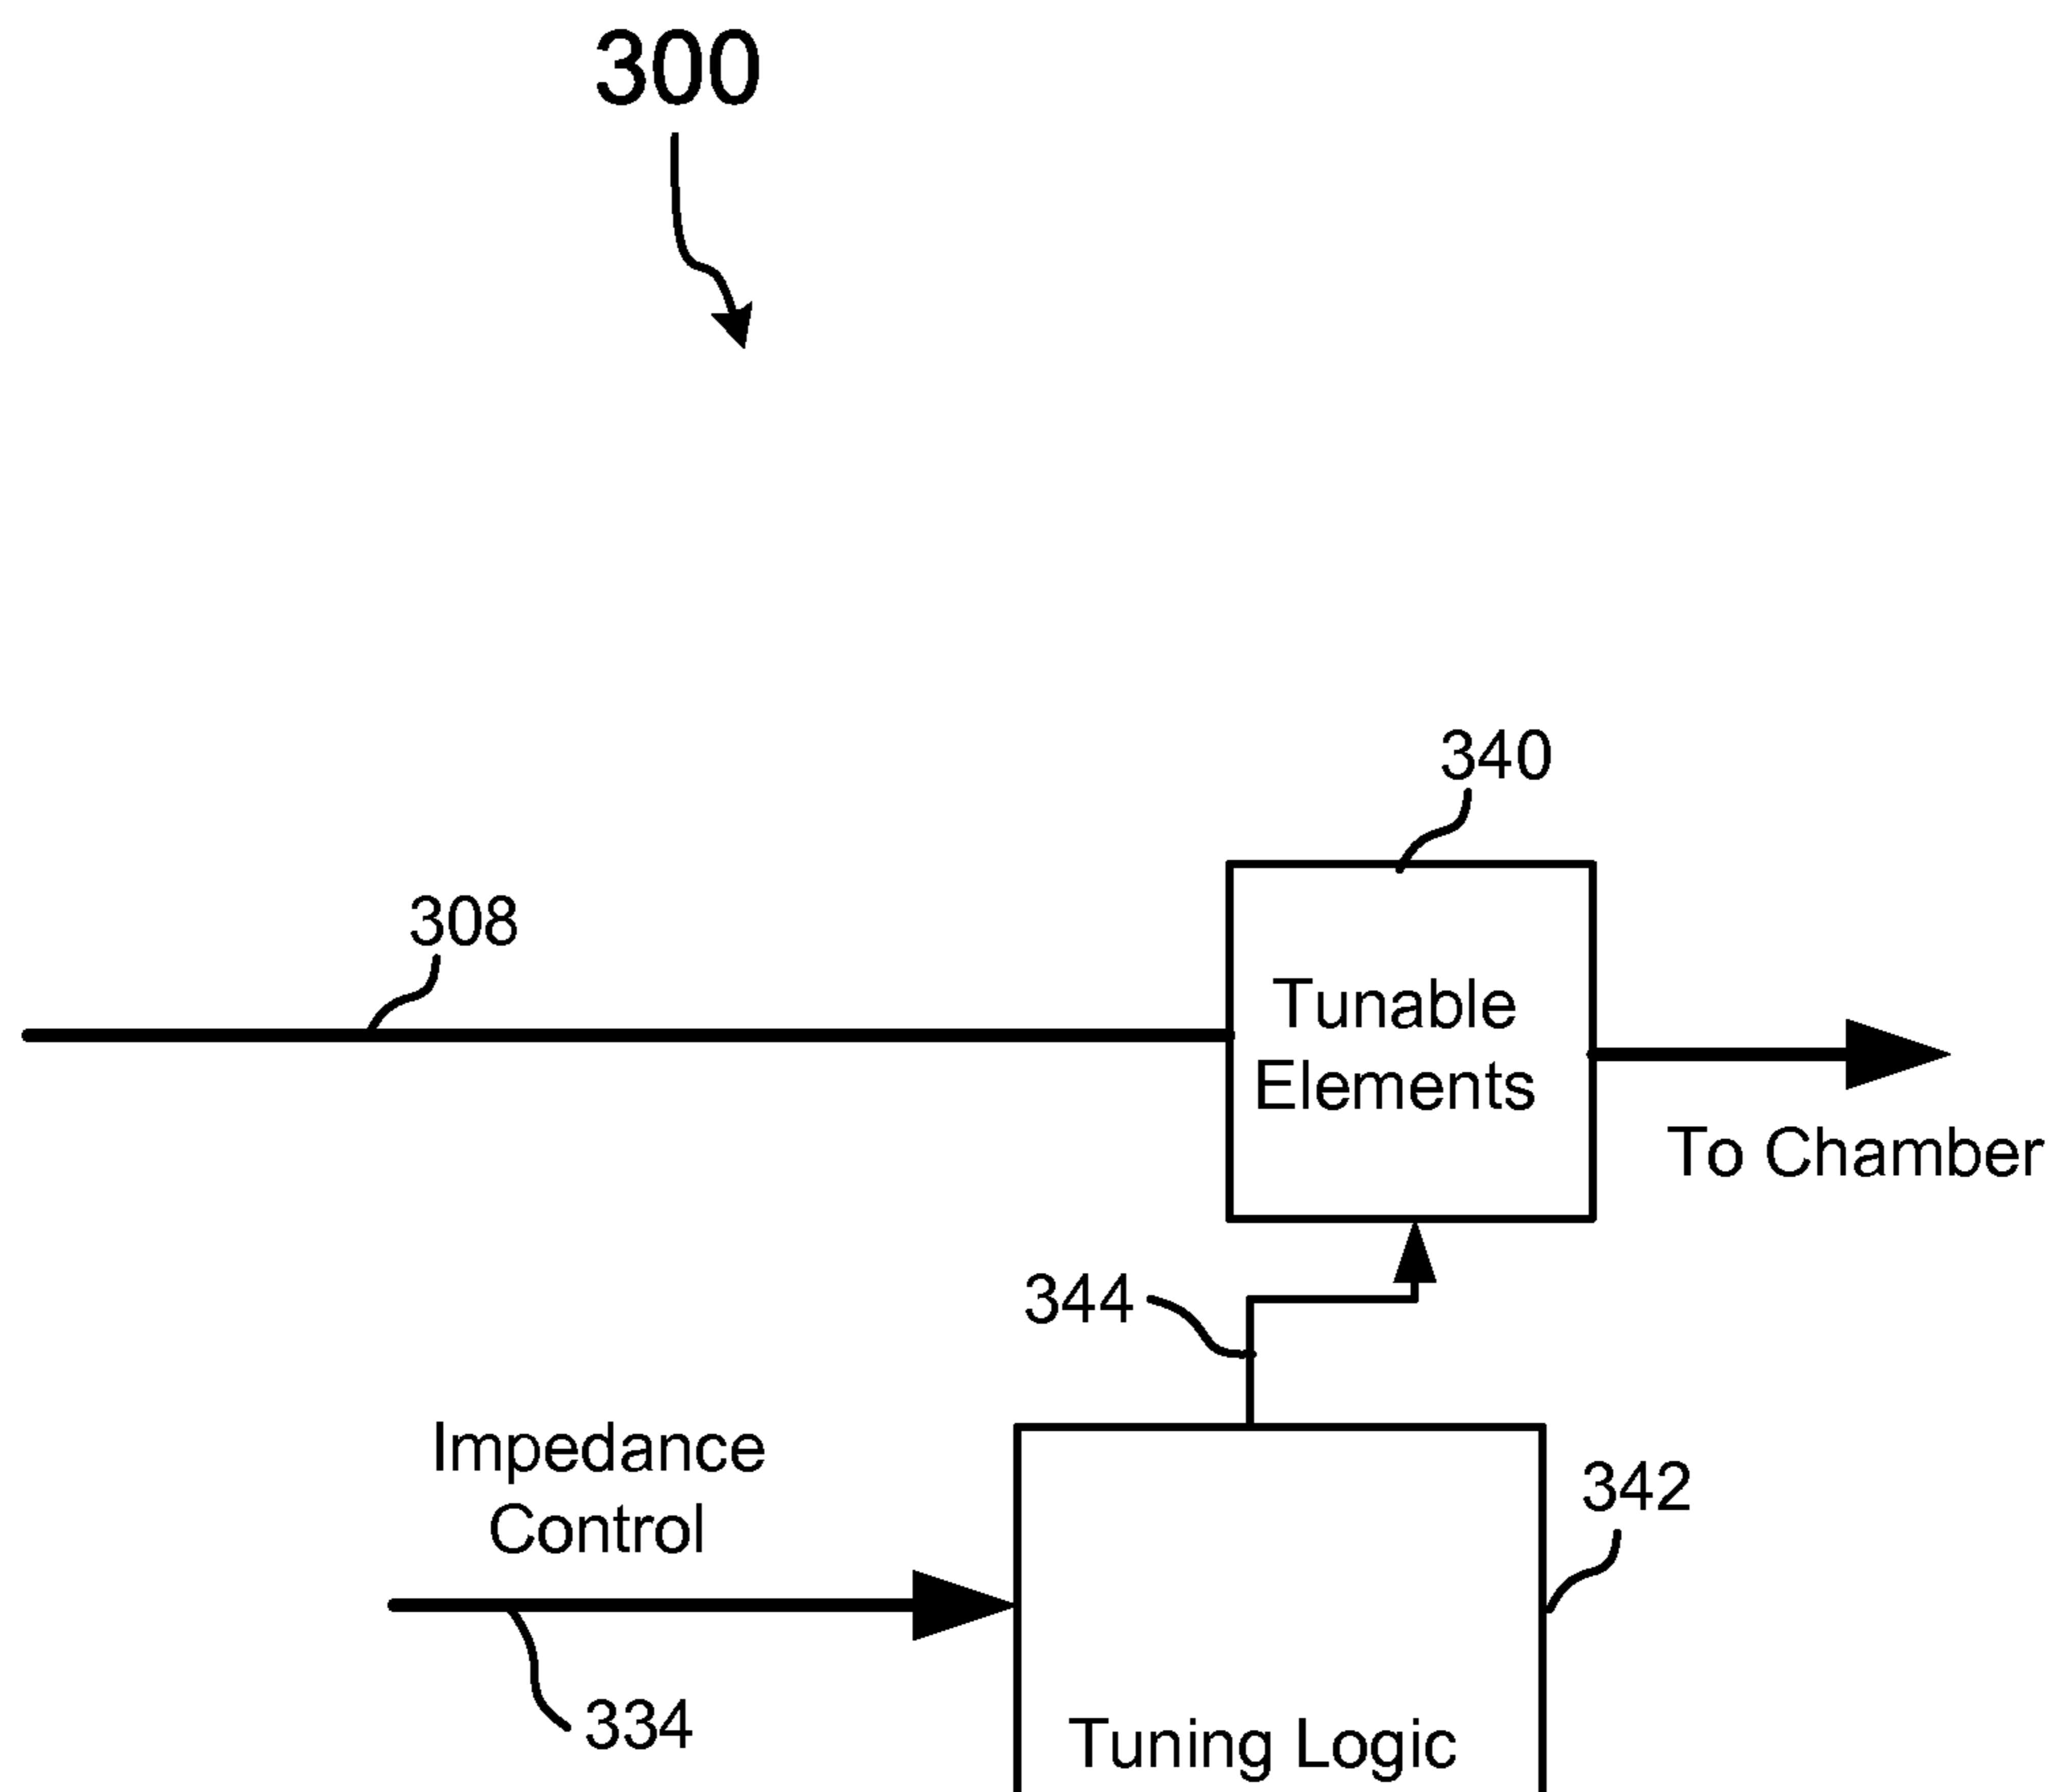 300
340
308
Tunable
Elements
To Chamber
344
Impedance
Control
342
334
Tuning Logic